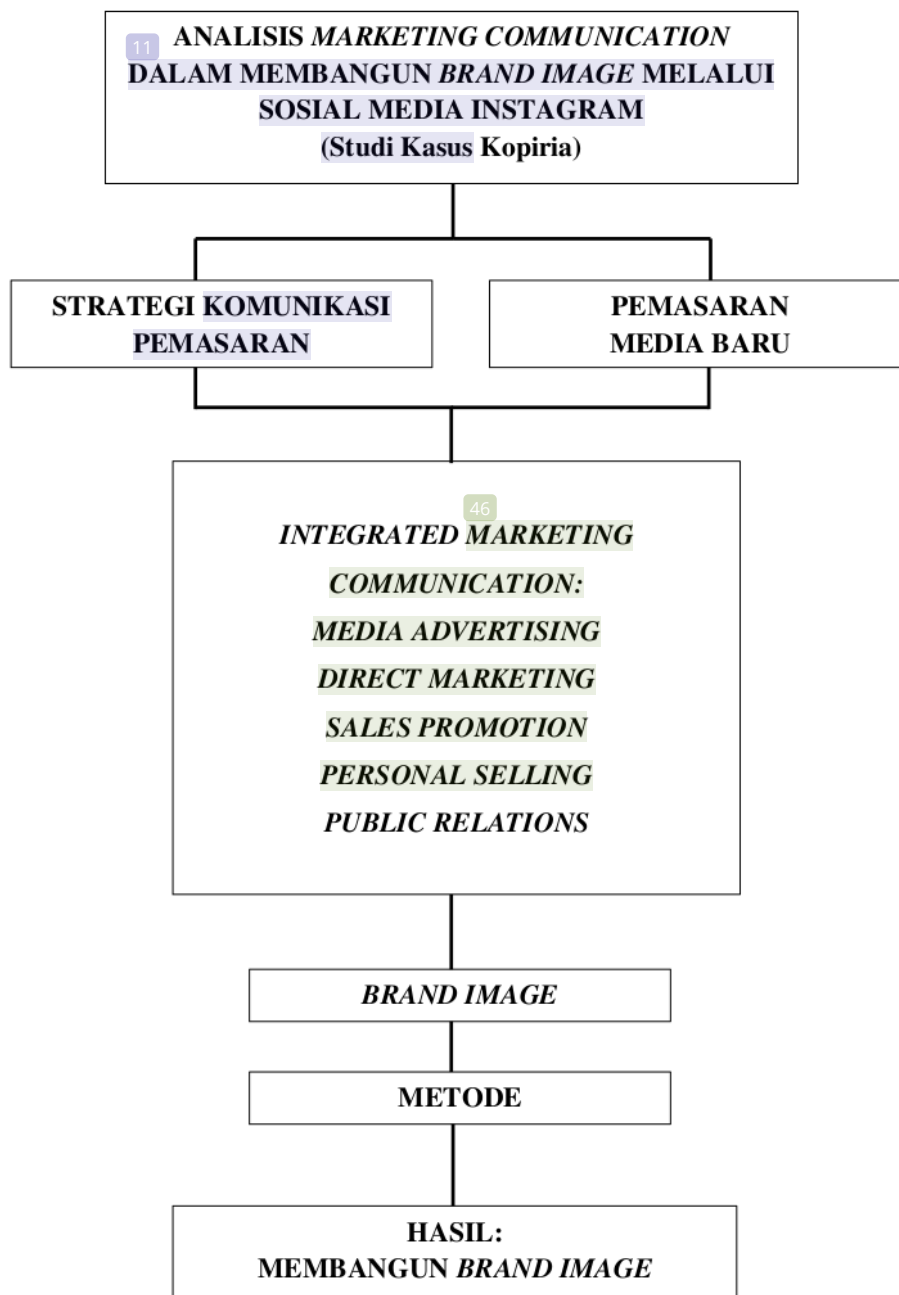 11
ANALISIS MARKETING COMMUNICATION
DALAM MEMBANGUN BRAND IMAGE MELALUI
SOSIAL MEDIA INSTAGRAM
(Studi Kasus Kopiria)
STRATEGI KOMUNIKASI
PEMASARAN
PEMASARAN
MEDIA BARU
46
INTEGRATED MARKETING
COMMUNICATION:
MEDIA ADVERTISING
DIRECT MARKETING
SALES PROMOTION
PERSONAL SELLING
PUBLIC RELATIONS
BRAND IMAGE
METODE
HASIL:
MEMBANGUN BRAND IMAGE